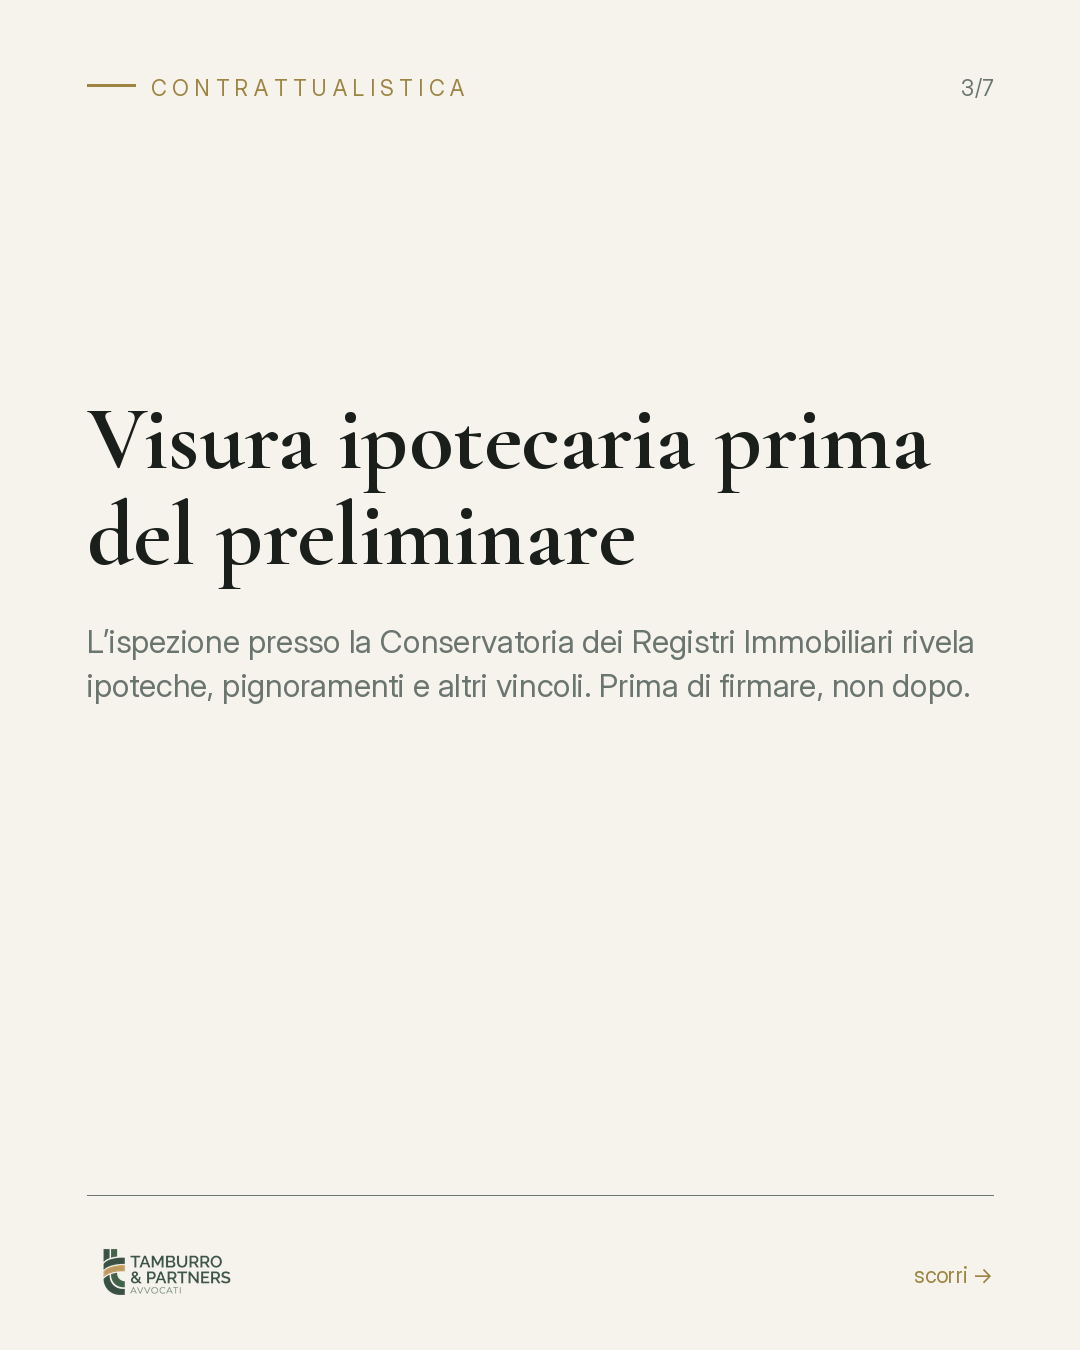 CONTRATTUALISTICA
3/7
Visura ipotecaria prima
del preliminare
L’ispezione presso la Conservatoria dei Registri Immobiliari rivela
ipoteche, pignoramenti e altri vincoli. Prima di firmare, non dopo.
TAMBURRO
& PARTNERS
AVVOCATI
scorri →